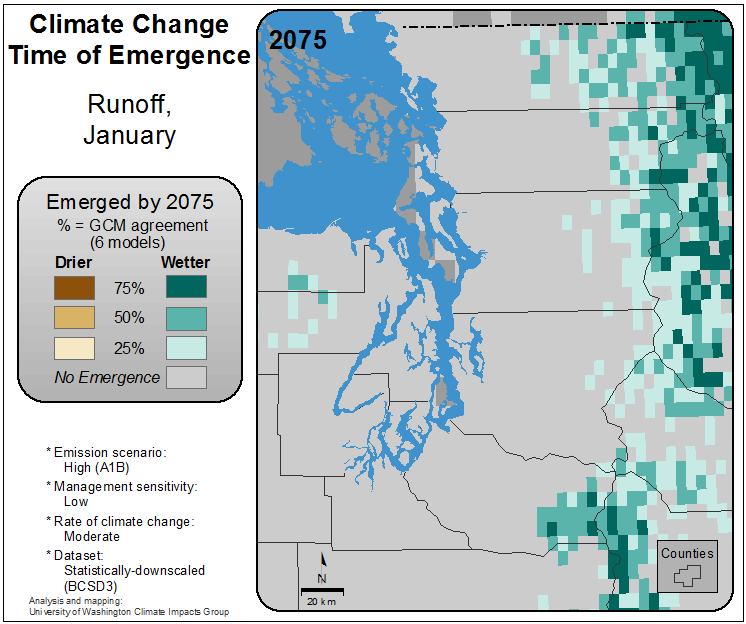 Climate Change
Time of Emergence
Runoff,
January
Emerged by 2075
% = GCM agreement
(6 models)
Drier Wetter
75%
50%
25%
No Emergence
* Emission scenario:
High (A1B)
* Management sensitivity:
Low
* Rate of climate change:
Moderate
* Dataset:
Statistically-downscaled
(BCSD3)
Analysis and mapping:
University of Washington Climate Impacts Group
2075
N
20 km
Counties